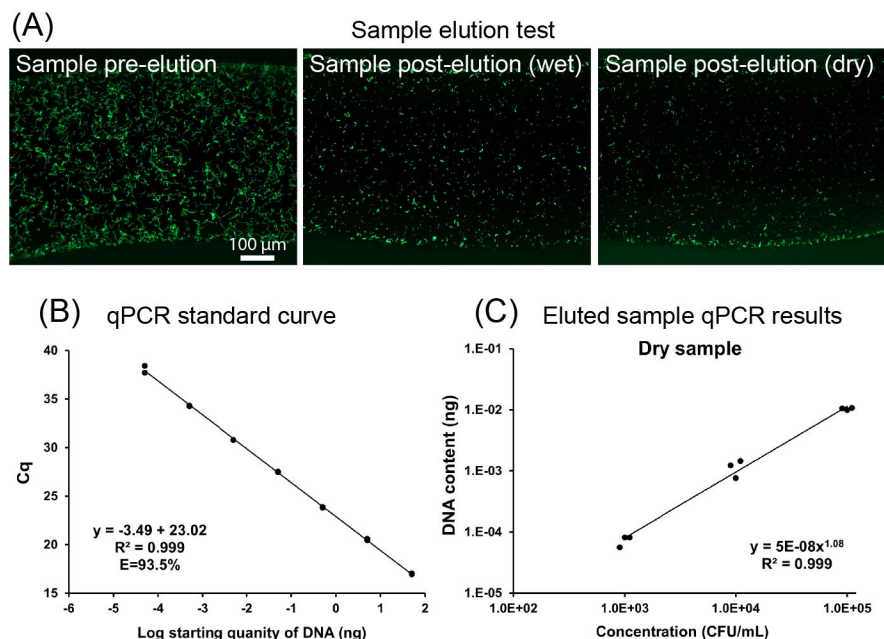 (A)
Sample elution test
Sample pre-elution
Sample post-elution (wet)
Sample post-elution (dry)
100 µm
(B) qPCR standard curve
40
35
30
25
20
15
Cq
y = -3.49 + 23.02
R² = 0.999
E=93.5%
-6 -5 -4 -3 -2 -1 0 1 2
Log starting quanity of DNA (ng)
(C) Eluted sample qPCR results
Dry sample
1.E-01
1.E-02
1.E-03
1.E-04
1.E-05
DNA content (ng)
y = 5E-08x¹·⁰⁸
R² = 0.999
1.0E+02 1.0E+03 1.0E+04 1.0E+05
Concentration (CFU/mL)